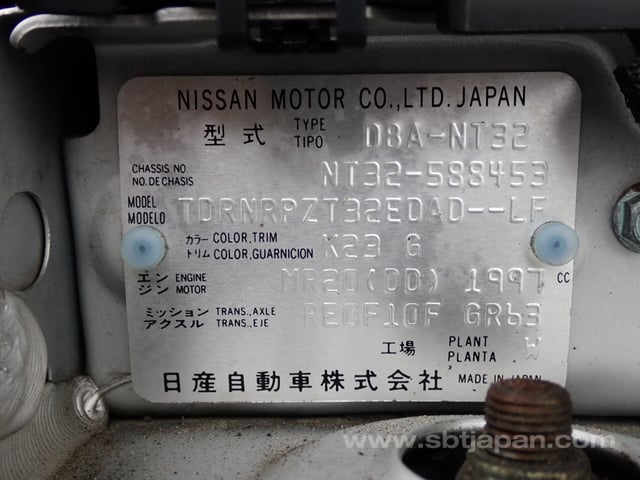 NISSAN MOTOR CO.,LTD. JAPAN
型式 TYPE TIPO DBA-NT32
CHASSIS NO. NO DE CHASIS NT32-588453
MODEL MODELO TDRNRPZT32EDAD--LF
カラー COLOR,TRIM トリム COLOR,GUARNICION K23 G
エンジン ENGINE MOTOR MR20(DD) 1997 CC
ミッション TRANS.,AXLE アクスル TRANS.,EJE RE0F10F GR63
工場 PLANT PLANTA W
日産自動車株式会社 MADE IN JAPAN
www.sbtjapan.com